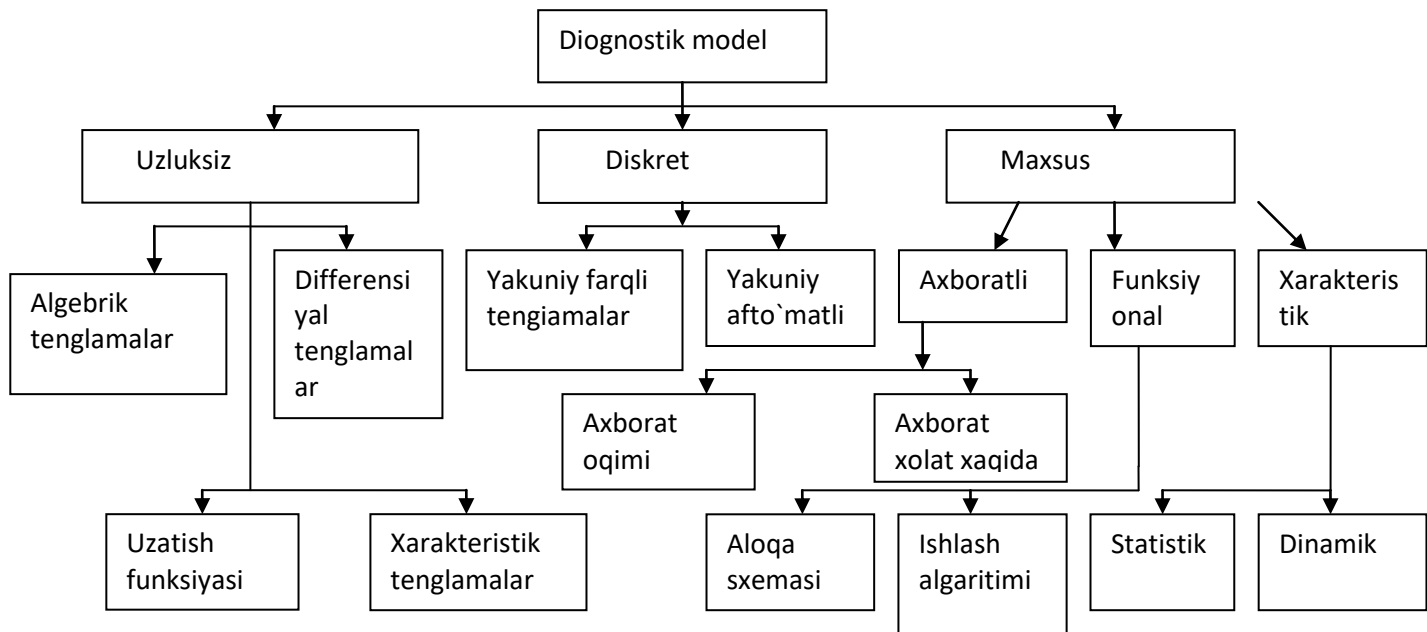 Diognostik model
Uzluksiz
Diskret
Maxsus
Algebrik
tenglamalar
Differensi
yal
tenglamal
ar
Yakuniy farqli
tengiamalar
Yakuniy
afto`matli
Axboratli
Funksiy
onal
Xarakteris
tik
Axborat
oqimi
Axborat
xolat xaqida
Uzatish
funksiyasi
Xarakteristik
tenglamalar
Aloqa
sxemasi
Ishlash
algaritimi
Statistik
Dinamik